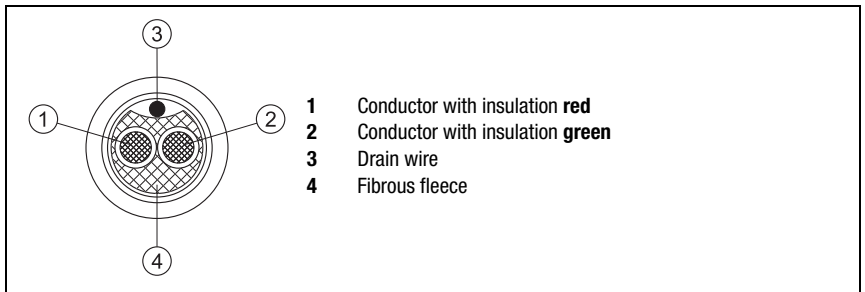 3
1
2
4
1 Conductor with insulation red
2 Conductor with insulation green
3 Drain wire
4 Fibrous fleece